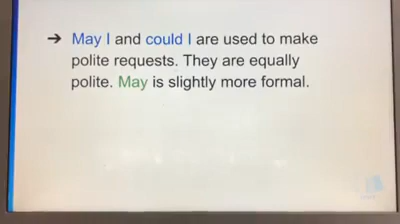 ➔ May I and could I are used to make
polite requests. They are equally
polite. May is slightly more formal.